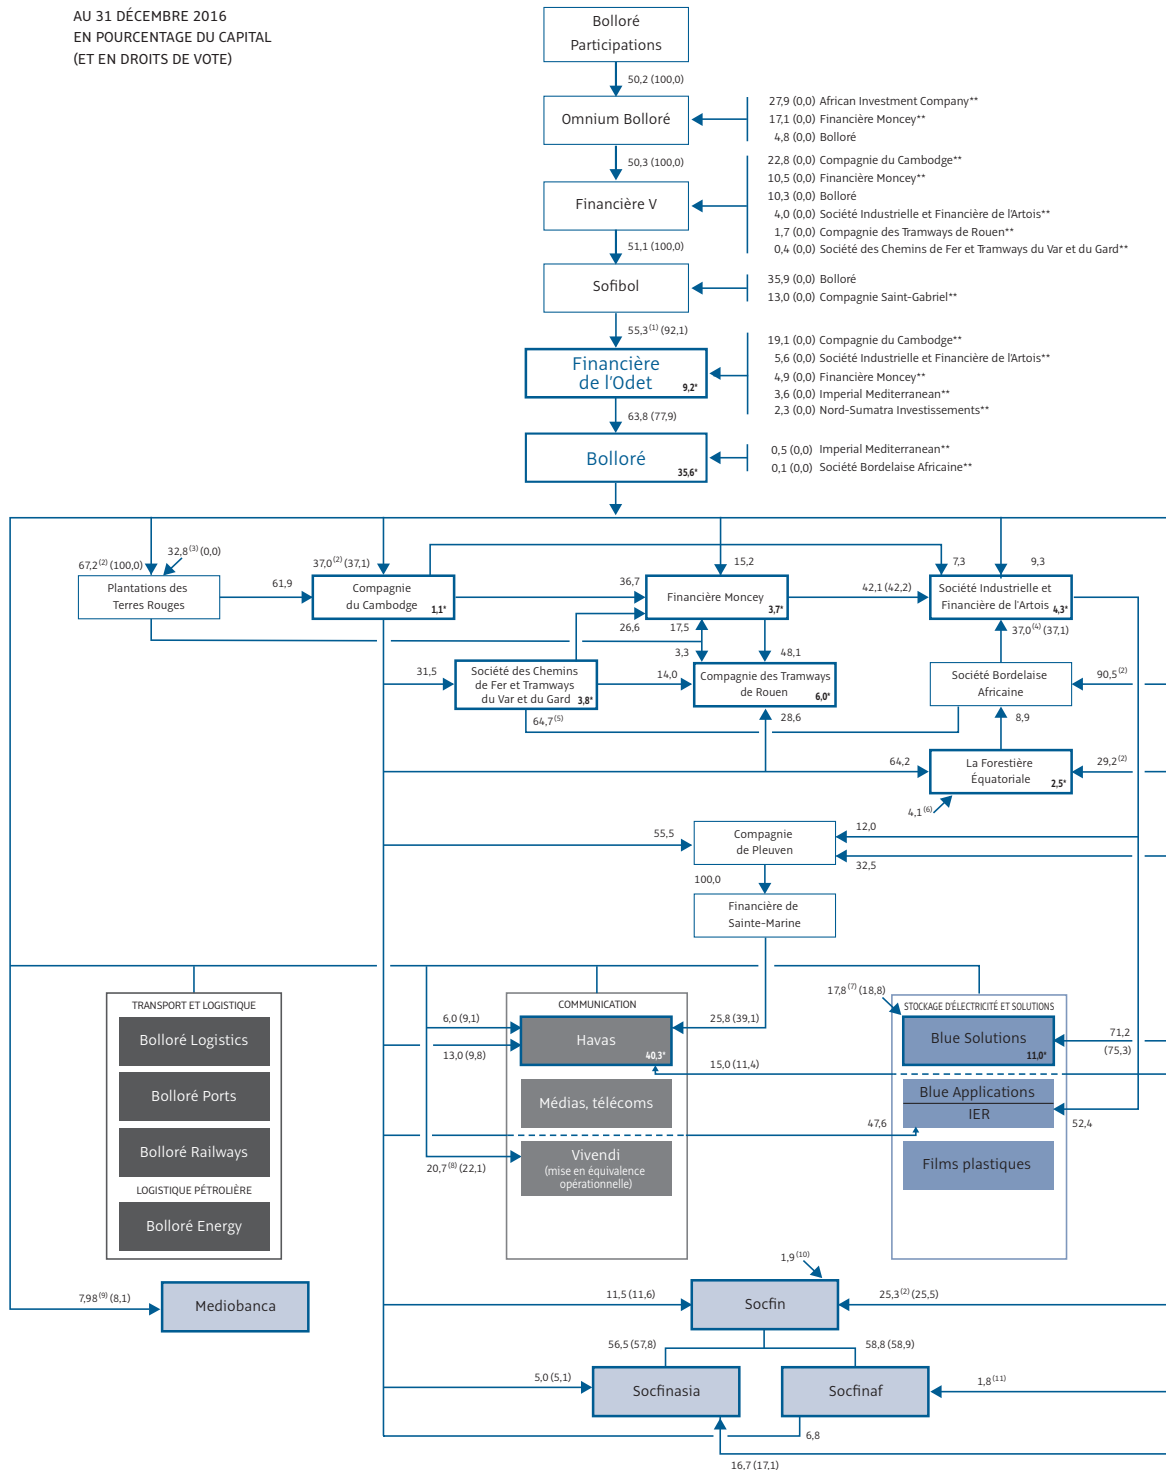 AU 31 DÉCEMBRE 2016
EN POURCENTAGE DU CAPITAL
(ET EN DROITS DE VOTE)
Bolloré
Participations
50,2 (100,0)
Omnium Bolloré
27,9 (0,0) African Investment Company**
17,1 (0,0) Financière Moncey**
4,8 (0,0) Bolloré
50,3 (100,0)
Financière V
22,8 (0,0) Compagnie du Cambodge**
10,5 (0,0) Financière Moncey**
10,3 (0,0) Bolloré
4,0 (0,0) Société Industrielle et Financière de l'Artois**
1,7 (0,0) Compagnie des Tramways de Rouen**
0,4 (0,0) Société des Chemins de Fer et Tramways du Var et du Gard**
51,1 (100,0)
Sofibol
35,9 (0,0) Bolloré
13,0 (0,0) Compagnie Saint-Gabriel**
55,3(1) (92,1)
Financière
de l'Odet
9,2*
19,1 (0,0) Compagnie du Cambodge**
5,6 (0,0) Société Industrielle et Financière de l'Artois**
4,9 (0,0) Financière Moncey**
3,6 (0,0) Imperial Mediterranean**
2,3 (0,0) Nord-Sumatra Investissements**
63,8 (77,9)
Bolloré
35,6*
0,5 (0,0) Imperial Mediterranean**
0,1 (0,0) Société Bordelaise Africaine**
67,2(2) (100,0)
32,8(3) (0,0)
37,0(2) (37,1)
15,2
7,3
9,3
Plantations des
Terres Rouges
61,9
Compagnie
du Cambodge
1,1*
36,7
26,6
Financière Moncey
3,7*
42,1 (42,2)
Société Industrielle et
Financière de l'Artois
4,3*
17,5
3,3
48,1
37,0(4) (37,1)
31,5
Société des Chemins
de Fer et Tramways
du Var et du Gard
3,8*
14,0
Compagnie des Tramways
de Rouen
6,0*
Société Bordelaise
Africaine
90,5(2)
64,7(5)
28,6
8,9
64,2
La Forestière
Équatoriale
2,5*
29,2(2)
4,1(6)
55,5
Compagnie
de Pleuven
12,0
32,5
100,0
Financière de
Sainte-Marine
TRANSPORT ET LOGISTIQUE
Bolloré Logistics
Bolloré Ports
Bolloré Railways
LOGISTIQUE PÉTROLIÈRE
Bolloré Energy
COMMUNICATION
6,0 (9,1)
13,0 (9,8)
Havas
40,3*
25,8 (39,1)
15,0 (11,4)
Médias, télécoms
47,6
Vivendi
(mise en équivalence
opérationnelle)
20,7(8) (22,1)
17,8(7) (18,8)
STOCKAGE D'ÉLECTRICITÉ ET SOLUTIONS
Blue Solutions
11,0*
71,2
(75,3)
Blue Applications
IER
52,4
Films plastiques
7,98(9) (8,1)
Mediobanca
1,9(10)
11,5 (11,6)
Socfin
25,3(2) (25,5)
56,5 (57,8)
58,8 (58,9)
5,0 (5,1)
Socfinasia
Socfinaf
1,8(11)
6,8
16,7 (17,1)